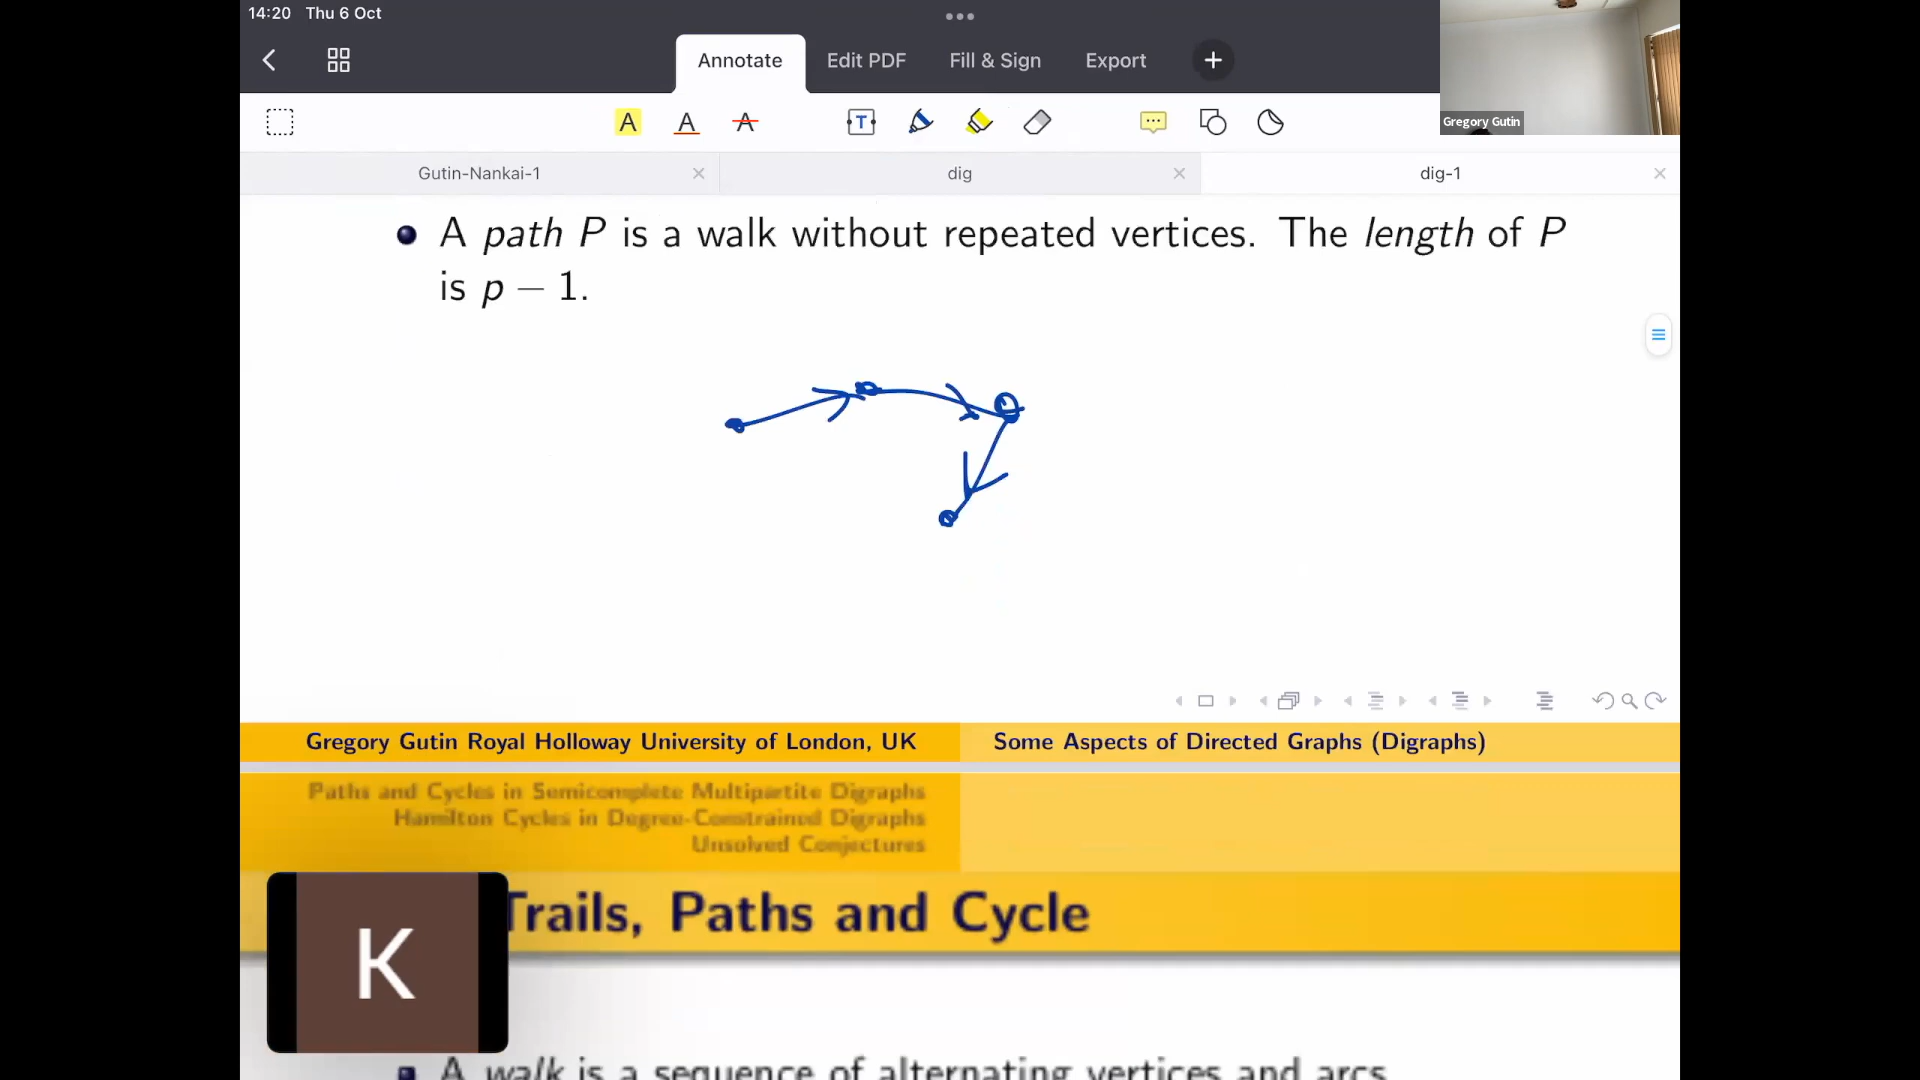 14:20 Thu 6 Oct
Annotate Edit PDF Fill & Sign Export
A A A T
Gregory Gutin
Gutin-Nankai-1 dig dig-1
A path P is a walk without repeated vertices. The length of P
is p − 1.
Gregory Gutin Royal Holloway University of London, UK Some Aspects of Directed Graphs (Digraphs)
Paths and Cycles in Semicomplete Multipartite Digraphs
Hamilton Cycles in Degree-Constrained Digraphs
Unsolved Conjectures
Trails, Paths and Cycle
K
A walk is a sequence of alternating vertices and arcs